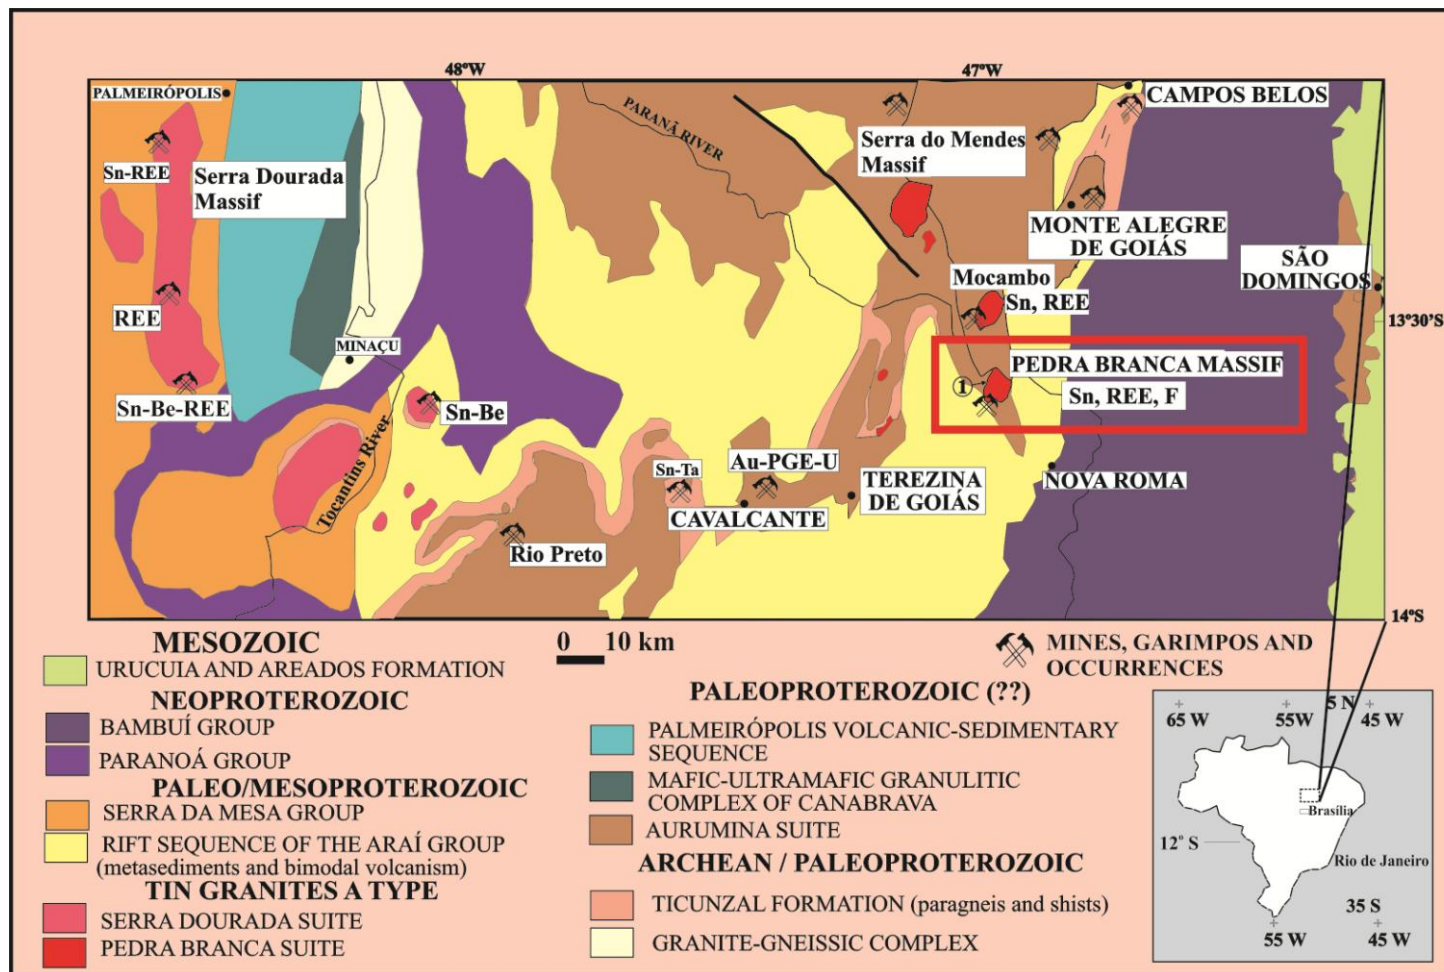 48ºW
47ºW
PALMEIRÓPOLIS
CAMPOS BELOS
PARANÃ RIVER
Serra do Mendes
Massif
Sn-REE
Serra Dourada
Massif
MONTE ALEGRE
DE GOIÁS
SÃO
DOMINGOS
Mocambo
Sn, REE
REE
13º30'S
MINAÇU
PEDRA BRANCA MASSIF
1
Sn, REE, F
Sn-Be-REE
Sn-Be
Tocantins River
Sn-Ta
Au-PGE-U
TEREZINA
DE GOIÁS
NOVA ROMA
CAVALCANTE
Rio Preto
14ºS
0 10 km
MINES, GARIMPOS AND
OCCURRENCES
MESOZOIC
URUCUIA AND AREADOS FORMATION
NEOPROTEROZOIC
BAMBUÍ GROUP
PARANOÁ GROUP
PALEO/MESOPROTEROZOIC
SERRA DA MESA GROUP
RIFT SEQUENCE OF THE ARAÍ GROUP
(metasediments and bimodal volcanism)
TIN GRANITES A TYPE
SERRA DOURADA SUITE
PEDRA BRANCA SUITE
PALEOPROTEROZOIC (??)
PALMEIRÓPOLIS VOLCANIC-SEDIMENTARY
SEQUENCE
MAFIC-ULTRAMAFIC GRANULITIC
COMPLEX OF CANABRAVA
AURUMINA SUITE
ARCHEAN / PALEOPROTEROZOIC
TICUNZAL FORMATION (paragneis and shists)
GRANITE-GNEISSIC COMPLEX
5 N
65 W
55W
45 W
Brasília
12° S
Rio de Janeiro
35 S
55 W
45 W